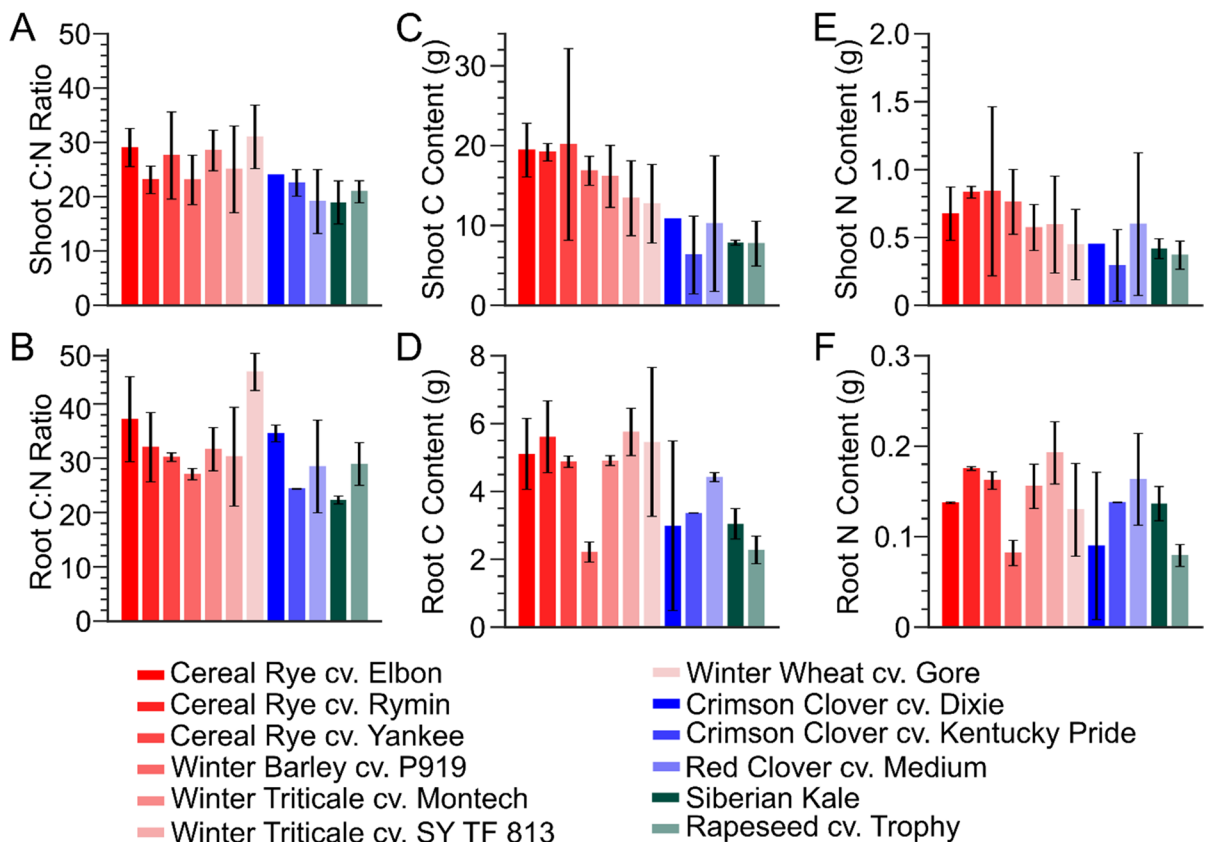 A
50
40
30
20
10
0
Shoot C:N Ratio
C
30
20
10
0
Shoot C Content (g)
E
2.0
1.5
1.0
0.5
0
Shoot N Content (g)
B
50
40
30
20
10
0
Root C:N Ratio
D
8
6
4
2
0
Root C Content (g)
F
0.3
0.2
0.1
0
Root N Content (g)
Cereal Rye cv. Elbon
Cereal Rye cv. Rymin
Cereal Rye cv. Yankee
Winter Barley cv. P919
Winter Triticale cv. Montech
Winter Triticale cv. SY TF 813
Winter Wheat cv. Gore
Crimson Clover cv. Dixie
Crimson Clover cv. Kentucky Pride
Red Clover cv. Medium
Siberian Kale
Rapeseed cv. Trophy